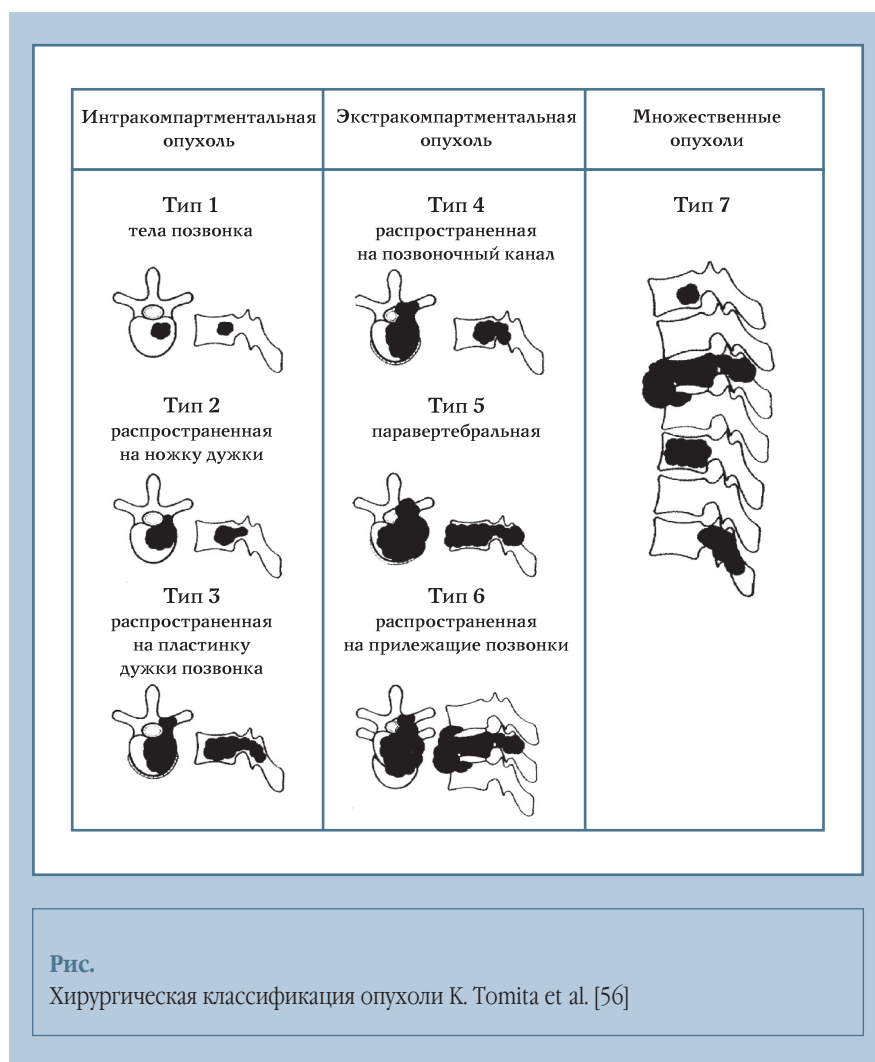 Интракомпартментальная
опухоль
Экстракомпартментальная
опухоль
Множественные
опухоли
Тип 1
тела позвонка
Тип 2
распространенная
на ножку дужки
Тип 3
распространенная
на пластинку
дужки позвонка
Тип 4
распространенная
на позвоночный канал
Тип 5
паравертебральная
Тип 6
распространенная
на прилежащие позвонки
Тип 7
Рис.
Хирургическая классификация опухоли K. Tomita et al. [56]